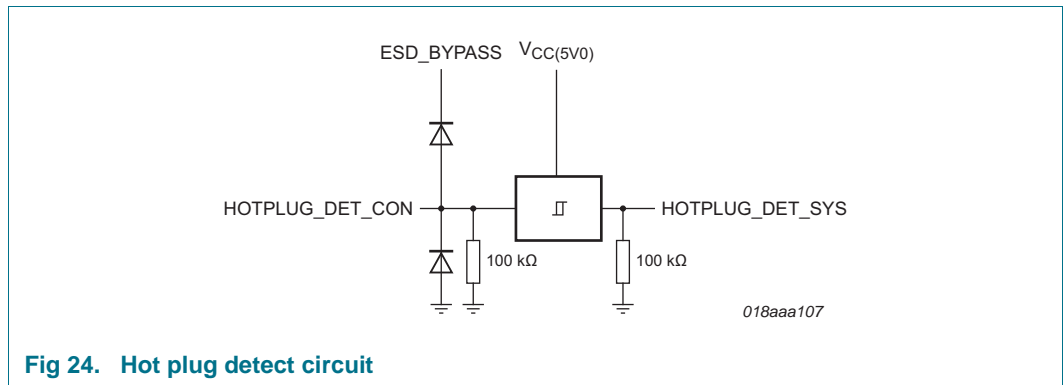 ESD_BYPASS VCC(5V0)
HOTPLUG_DET_CON
HOTPLUG_DET_SYS
100 kΩ
100 kΩ
018aaa107
Fig 24. Hot plug detect circuit